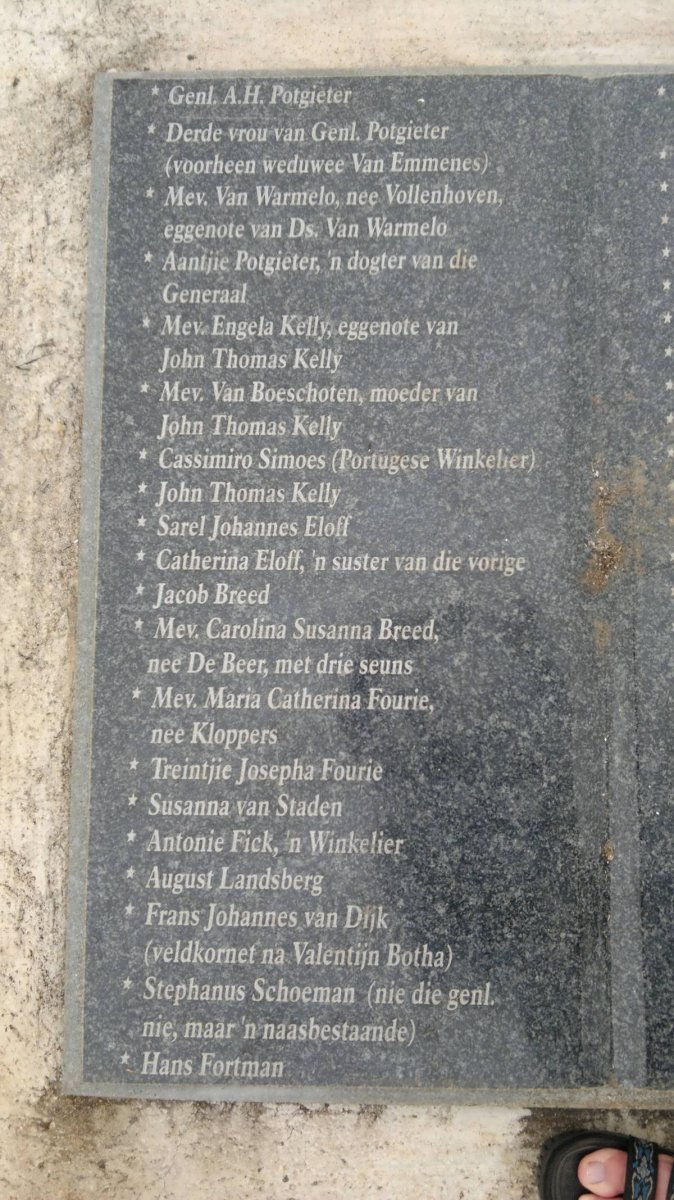 * Genl. A.H. Potgieter
* Derde vrou van Genl. Potgieter
(voorheen weduwee Van Emmenes)
* Mev. Van Warmelo, nee Vollenhoven,
eggenote van Ds. Van Warmelo
* Aantjie Potgieter, 'n dogter van die
Generaal
* Mev. Engela Kelly, eggenote van
John Thomas Kelly
* Mev. Van Boeschoten, moeder van
John Thomas Kelly
* Cassimiro Simoes (Portugese Winkelier)
* John Thomas Kelly
* Sarel Johannes Eloff
* Catherina Eloff, 'n suster van die vorige
* Jacob Breed
* Mev. Carolina Susanna Breed,
nee De Beer, met drie seuns
* Mev. Maria Catherina Fourie,
nee Kloppers
* Treintjie Josepha Fourie
* Susanna van Staden
* Antonie Fick, 'n Winkelier
* August Landsberg
* Frans Johannes van Dijk
(veldkornet na Valentijn Botha)
* Stephanus Schoeman (nie die genl.
nie, maar 'n naasbestaande)
* Hans Fortman